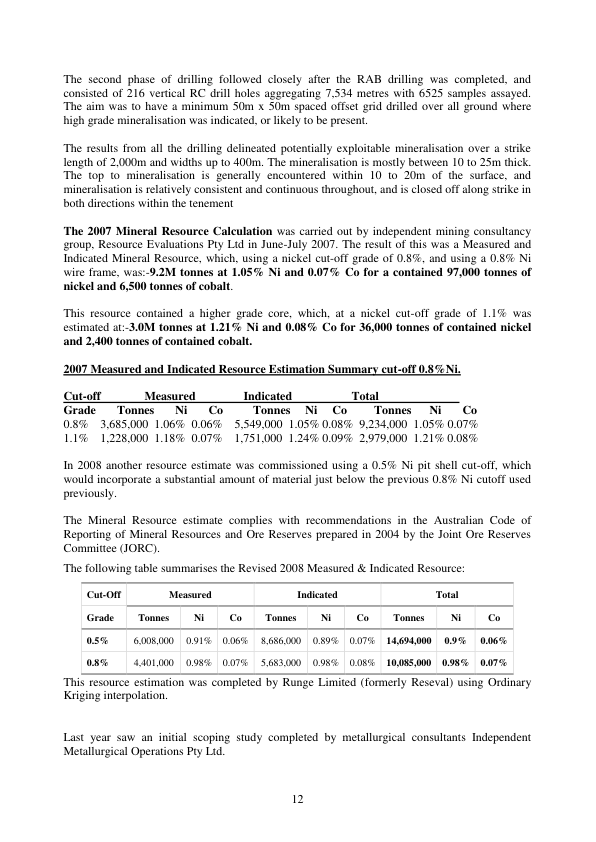 The second phase of drilling followed closely after the RAB drilling was completed, and
consisted of 216 vertical RC drill holes aggregating 7,534 metres with 6525 samples assayed.
The aim was to have a minimum 50m x 50m spaced offset grid drilled over all ground where
high grade mineralisation was indicated, or likely to be present.
The results from all the drilling delineated potentially exploitable mineralisation over a strike
length of 2,000m and widths up to 400m. The mineralisation is mostly between 10 to 25m thick.
The top to mineralisation is generally encountered within 10 to 20m of the surface, and
mineralisation is relatively consistent and continuous throughout, and is closed off along strike in
both directions within the tenement
The 2007 Mineral Resource Calculation was carried out by independent mining consultancy
group, Resource Evaluations Pty Ltd in June-July 2007. The result of this was a Measured and
Indicated Mineral Resource, which, using a nickel cut-off grade of 0.8%, and using a 0.8% Ni
wire frame, was:-9.2M tonnes at 1.05% Ni and 0.07% Co for a contained 97,000 tonnes of
nickel and 6,500 tonnes of cobalt.
This resource contained a higher grade core, which, at a nickel cut-off grade of 1.1% was
estimated at:-3.0M tonnes at 1.21% Ni and 0.08% Co for 36,000 tonnes of contained nickel
and 2,400 tonnes of contained cobalt.
2007 Measured and Indicated Resource Estimation Summary cut-off 0.8%Ni.
Cut-off Measured Indicated Total
Grade Tonnes Ni Co Tonnes Ni Co Tonnes Ni Co
0.8% 3,685,000 1.06% 0.06% 5,549,000 1.05% 0.08% 9,234,000 1.05% 0.07%
1.1% 1,228,000 1.18% 0.07% 1,751,000 1.24% 0.09% 2,979,000 1.21% 0.08%
In 2008 another resource estimate was commissioned using a 0.5% Ni pit shell cut-off, which
would incorporate a substantial amount of material just below the previous 0.8% Ni cutoff used
previously.
The Mineral Resource estimate complies with recommendations in the Australian Code of
Reporting of Mineral Resources and Ore Reserves prepared in 2004 by the Joint Ore Reserves
Committee (JORC).
The following table summarises the Revised 2008 Measured & Indicated Resource:
Cut-Off Measured Indicated Total
Grade Tonnes Ni Co Tonnes Ni Co Tonnes Ni Co
0.5% 6,008,000 0.91% 0.06% 8,686,000 0.89% 0.07% 14,694,000 0.9% 0.06%
0.8% 4,401,000 0.98% 0.07% 5,683,000 0.98% 0.08% 10,085,000 0.98% 0.07%
This resource estimation was completed by Runge Limited (formerly Reseval) using Ordinary
Kriging interpolation.
Last year saw an initial scoping study completed by metallurgical consultants Independent
Metallurgical Operations Pty Ltd.
12